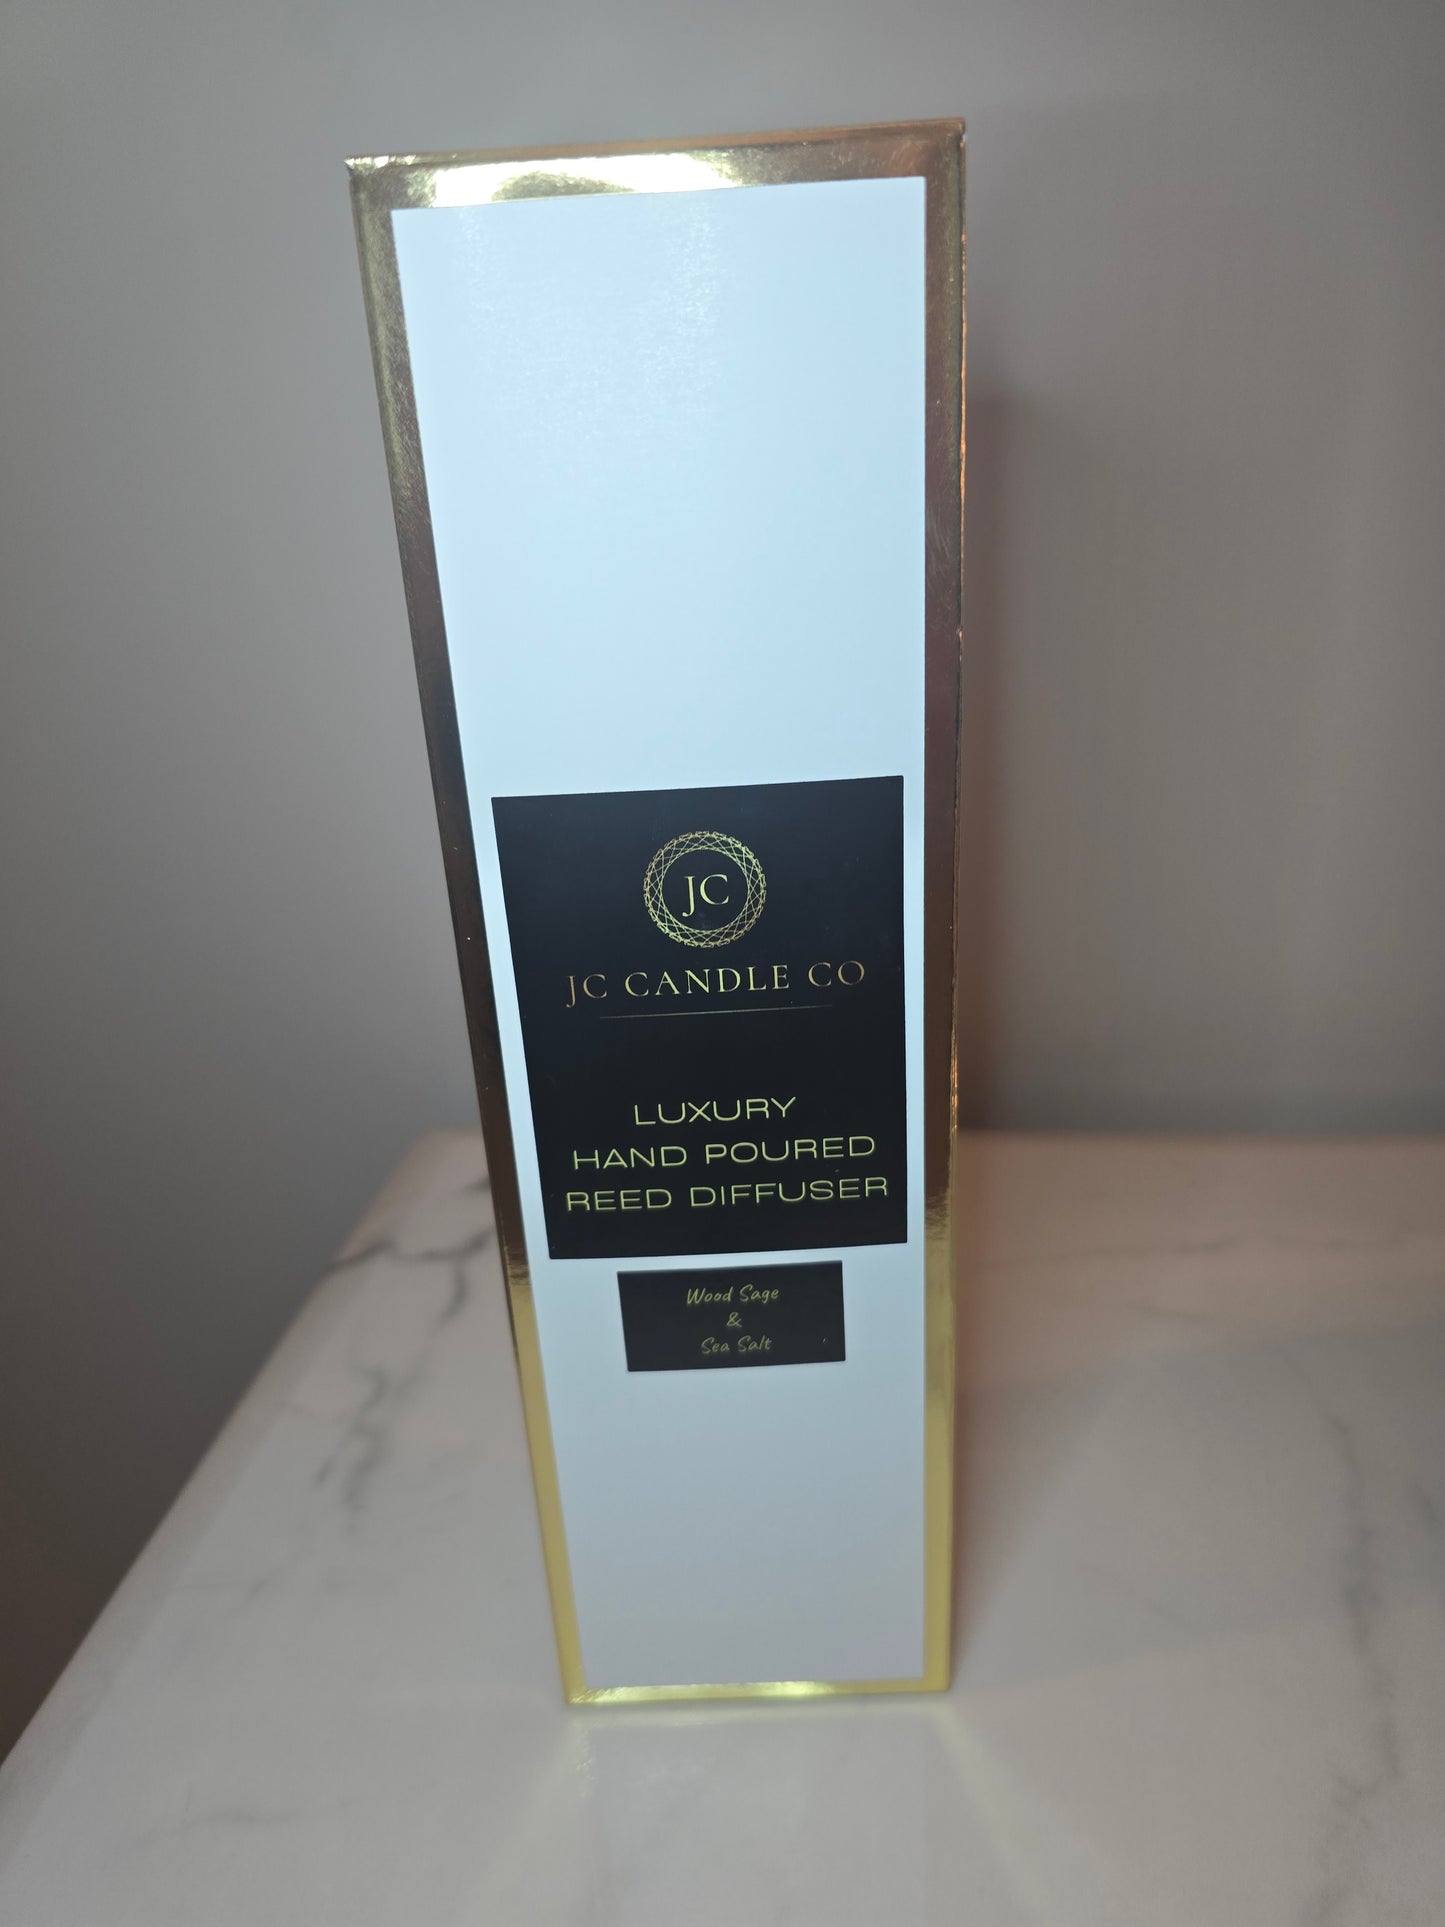 JC
JC CANDLE CO
LUXURY
HAND POURED
REED DIFFUSER
Wood Sage
&
Sea Salt